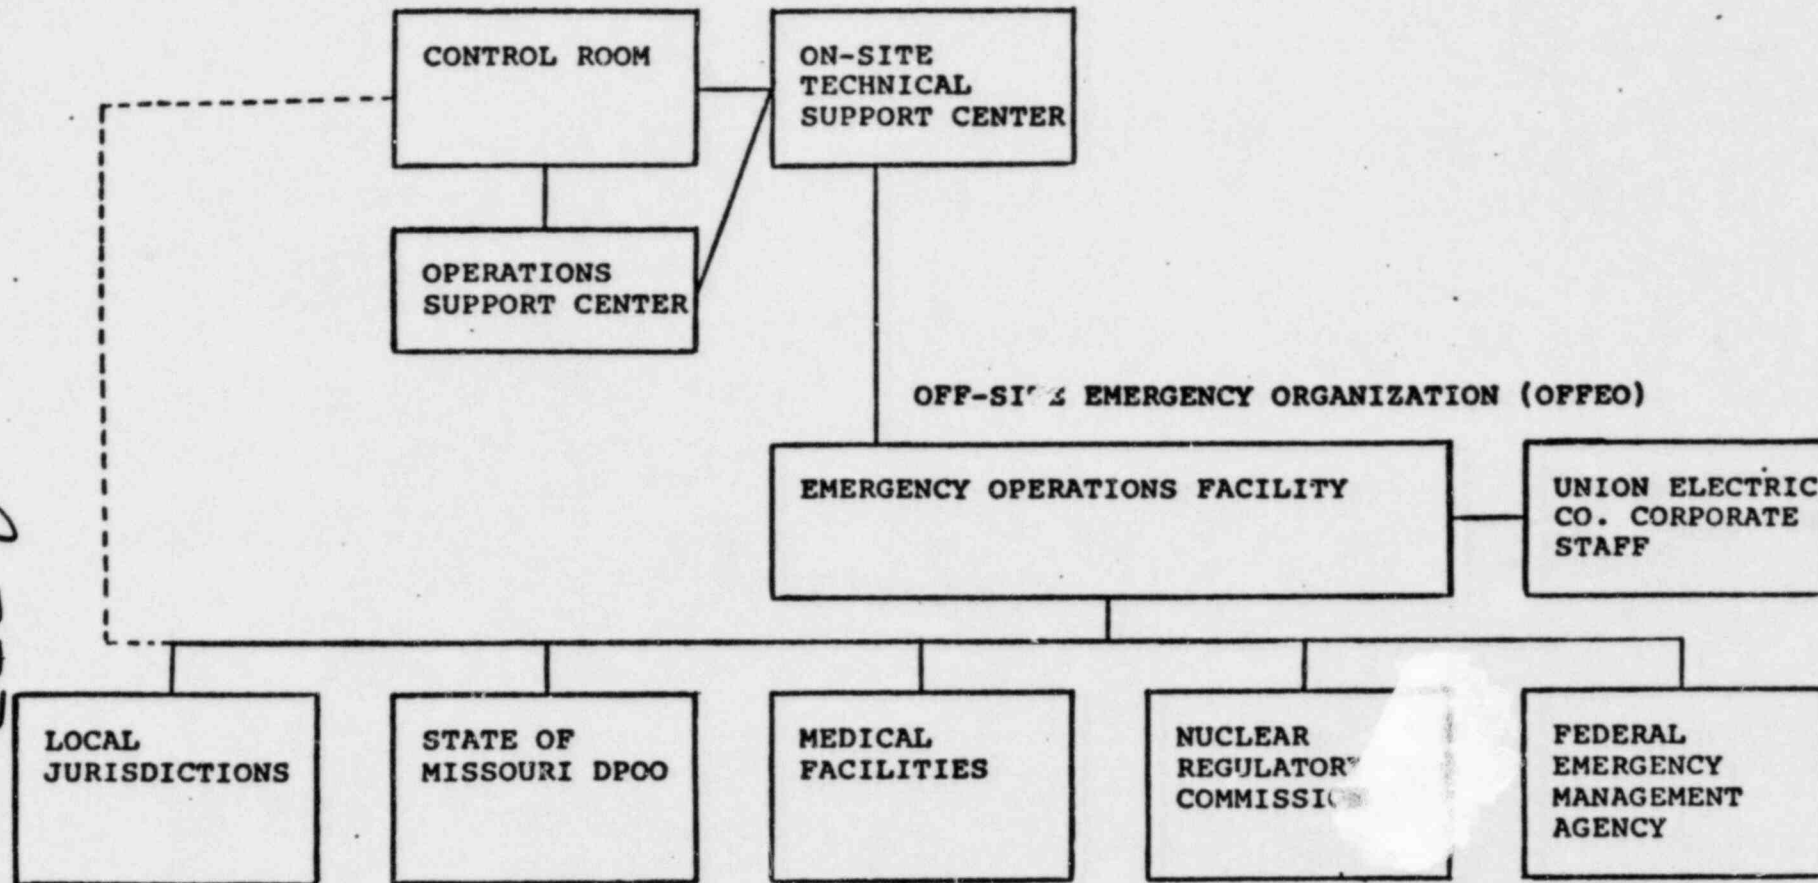 CONTROL ROOM
ON-SITE
TECHNICAL
SUPPORT CENTER
OPERATIONS
SUPPORT CENTER
EMERGENCY ORGANIZATION (OFFEO)
EMERGENCY OPERATIONS FACILITY
UNION ELECTRIC
CO. CORPORATE
STAFF
LOCAL
JURISDICTIONS
STATE OF
MISSOURI DPOO
MEDICAL
FACILITIES
NUCLEAR
REGULATORY
FEDERAL
EMERGENCY
MANAGEMENT
AGENCY